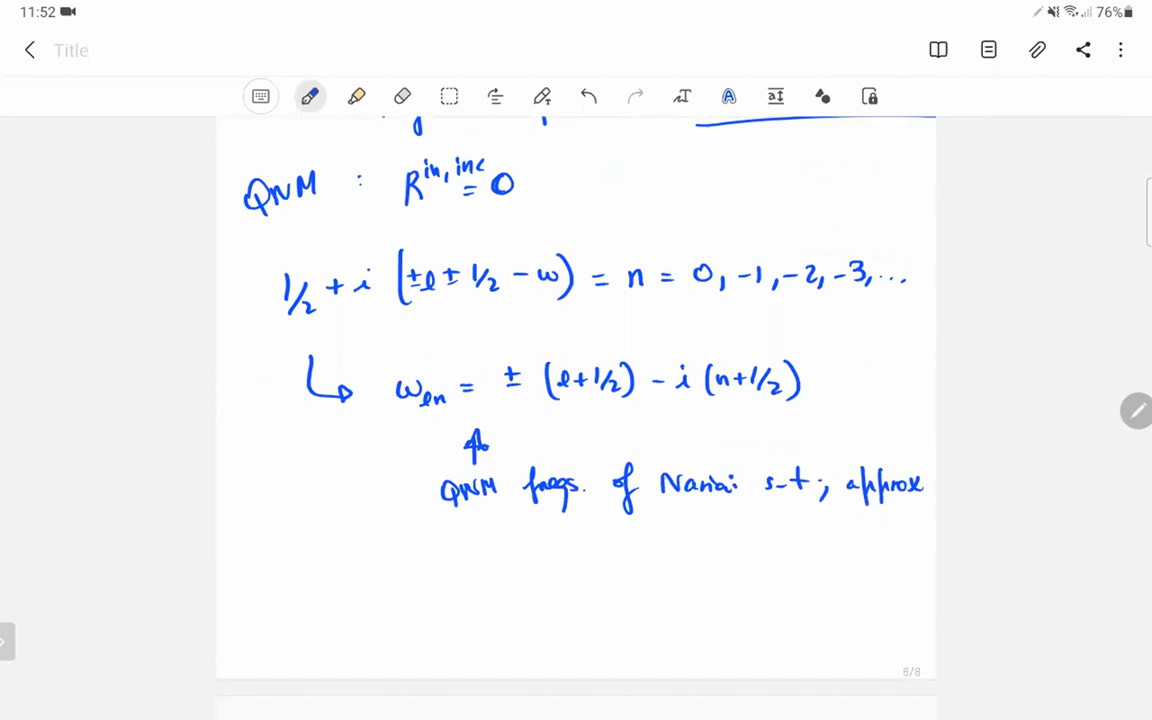 11:52
76%
Title
QNM : R^{in, inc} = 0
1/2 + i (±l ± 1/2 - ω) = n = 0, -1, -2, -3, ...
ω_{ln} = ± (l+1/2) - i (n+1/2)
QNM freqs. of Nariai s-t ; approx
8/8